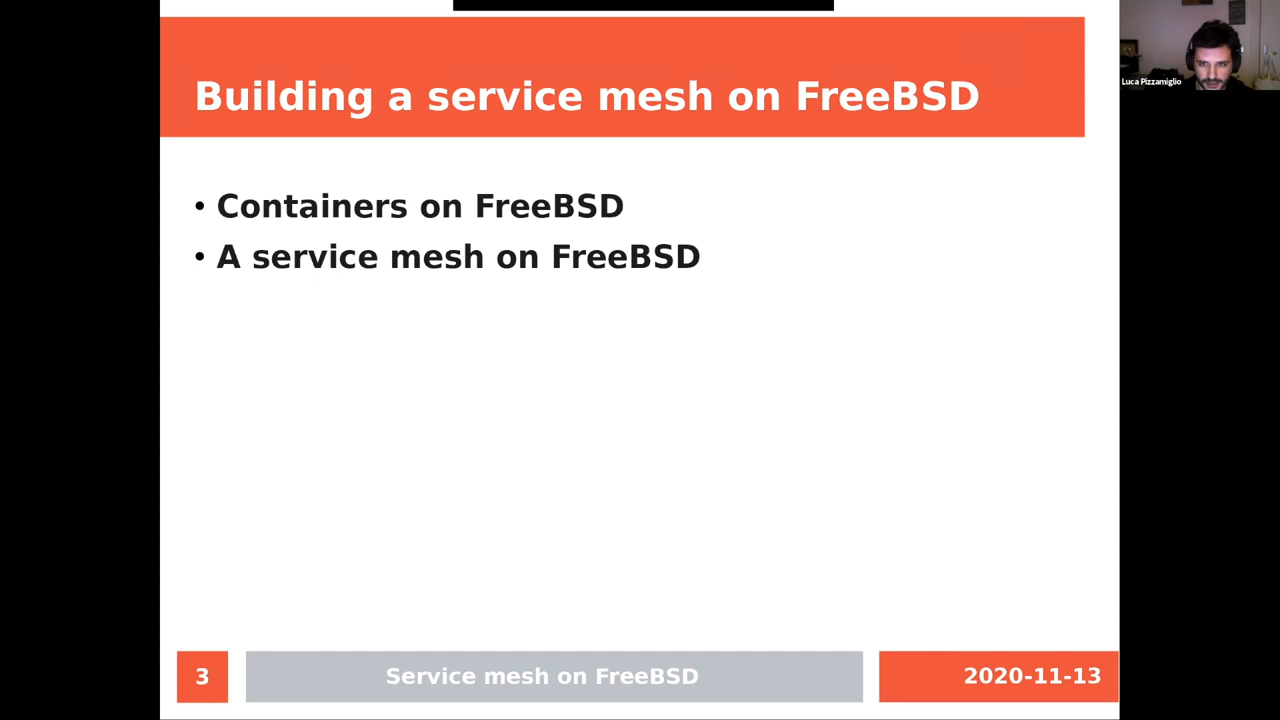 Building a service mesh on FreeBSD
Luca Pizzamiglio
• Containers on FreeBSD
• A service mesh on FreeBSD
3
Service mesh on FreeBSD
2020-11-13